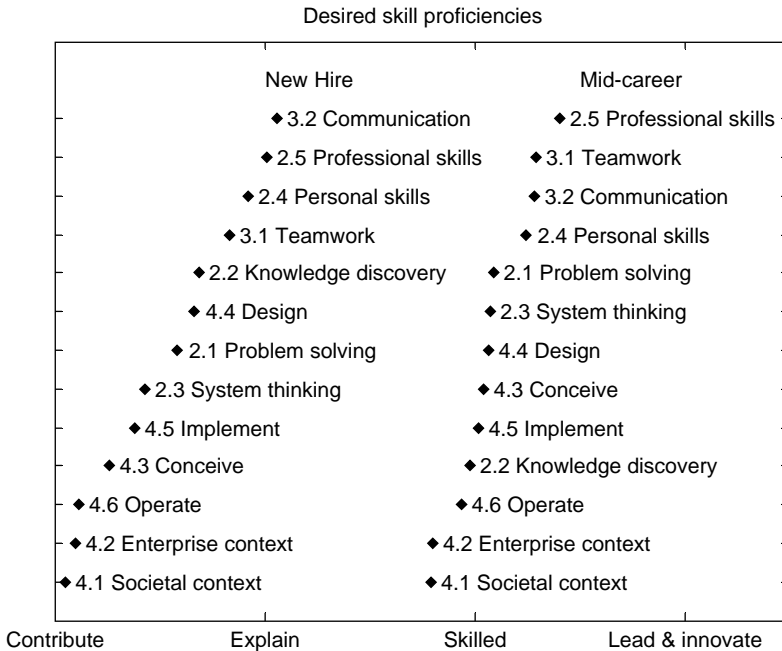 Desired skill proficiencies
New Hire Mid-career
3.2 Communication 2.5 Professional skills
2.5 Professional skills 3.1 Teamwork
2.4 Personal skills 3.2 Communication
3.1 Teamwork 2.4 Personal skills
2.2 Knowledge discovery 2.1 Problem solving
4.4 Design 2.3 System thinking
2.1 Problem solving 4.4 Design
2.3 System thinking 4.3 Conceive
4.5 Implement 4.5 Implement
4.3 Conceive 2.2 Knowledge discovery
4.6 Operate 4.6 Operate
4.2 Enterprise context 4.2 Enterprise context
4.1 Societal context 4.1 Societal context
Contribute Explain Skilled Lead & innovate